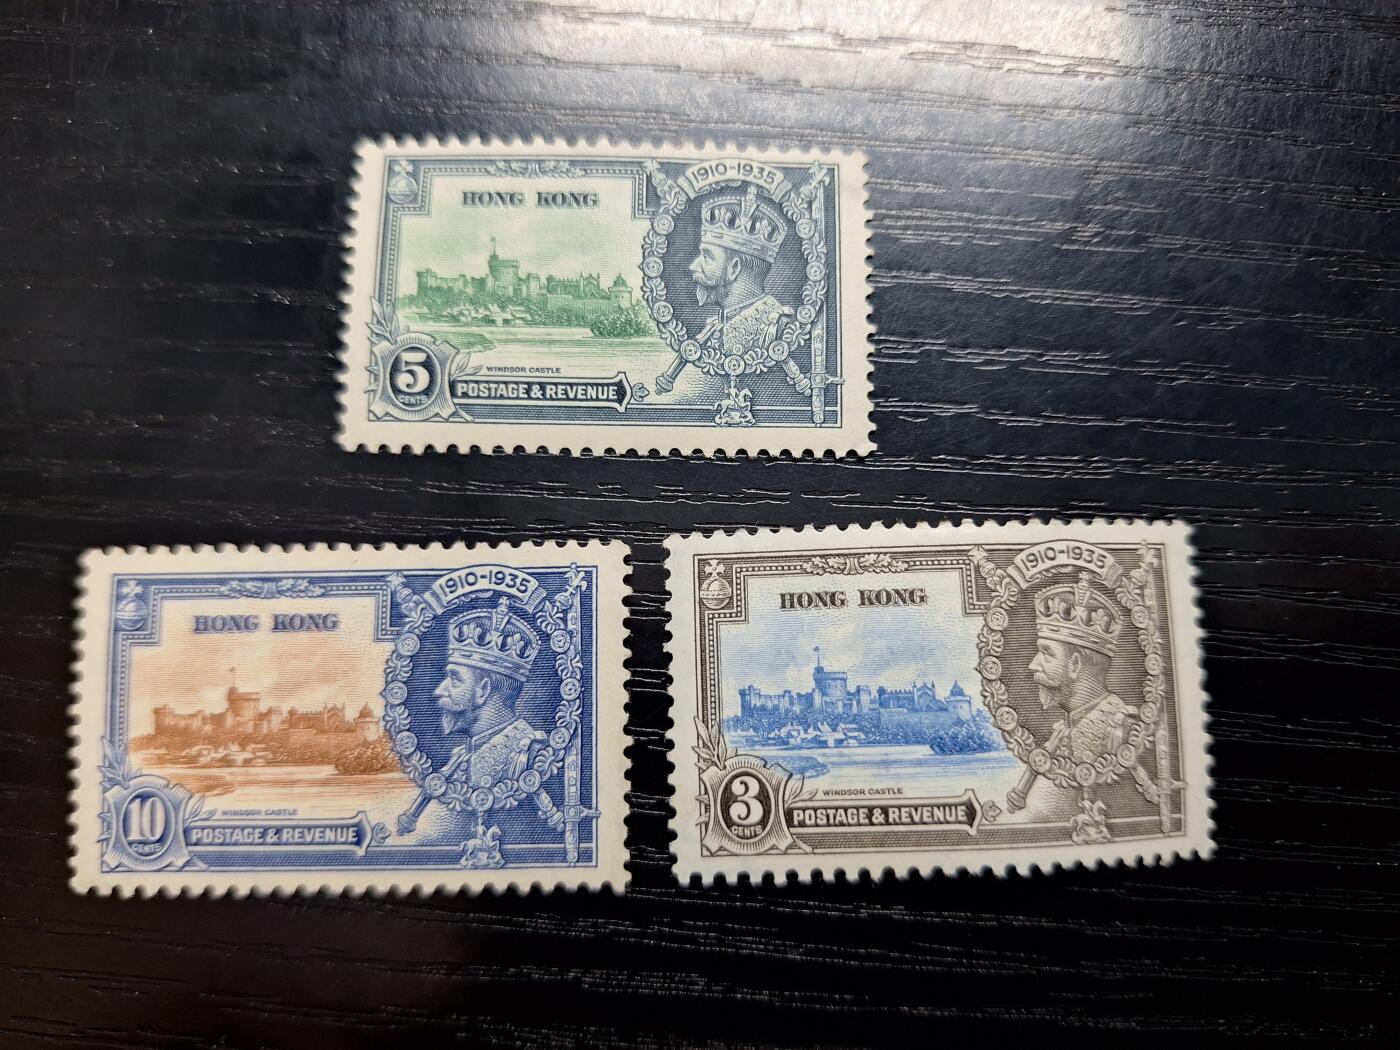 1910-1935
HONG KONG
5
CENTS
WINDSOR CASTLE
POSTAGE & REVENUE
1910-1935
HONG KONG
10
CENTS
WINDSOR CASTLE
POSTAGE & REVENUE
1910-1935
HONG KONG
3
CENTS
WINDSOR CASTLE
POSTAGE & REVENUE